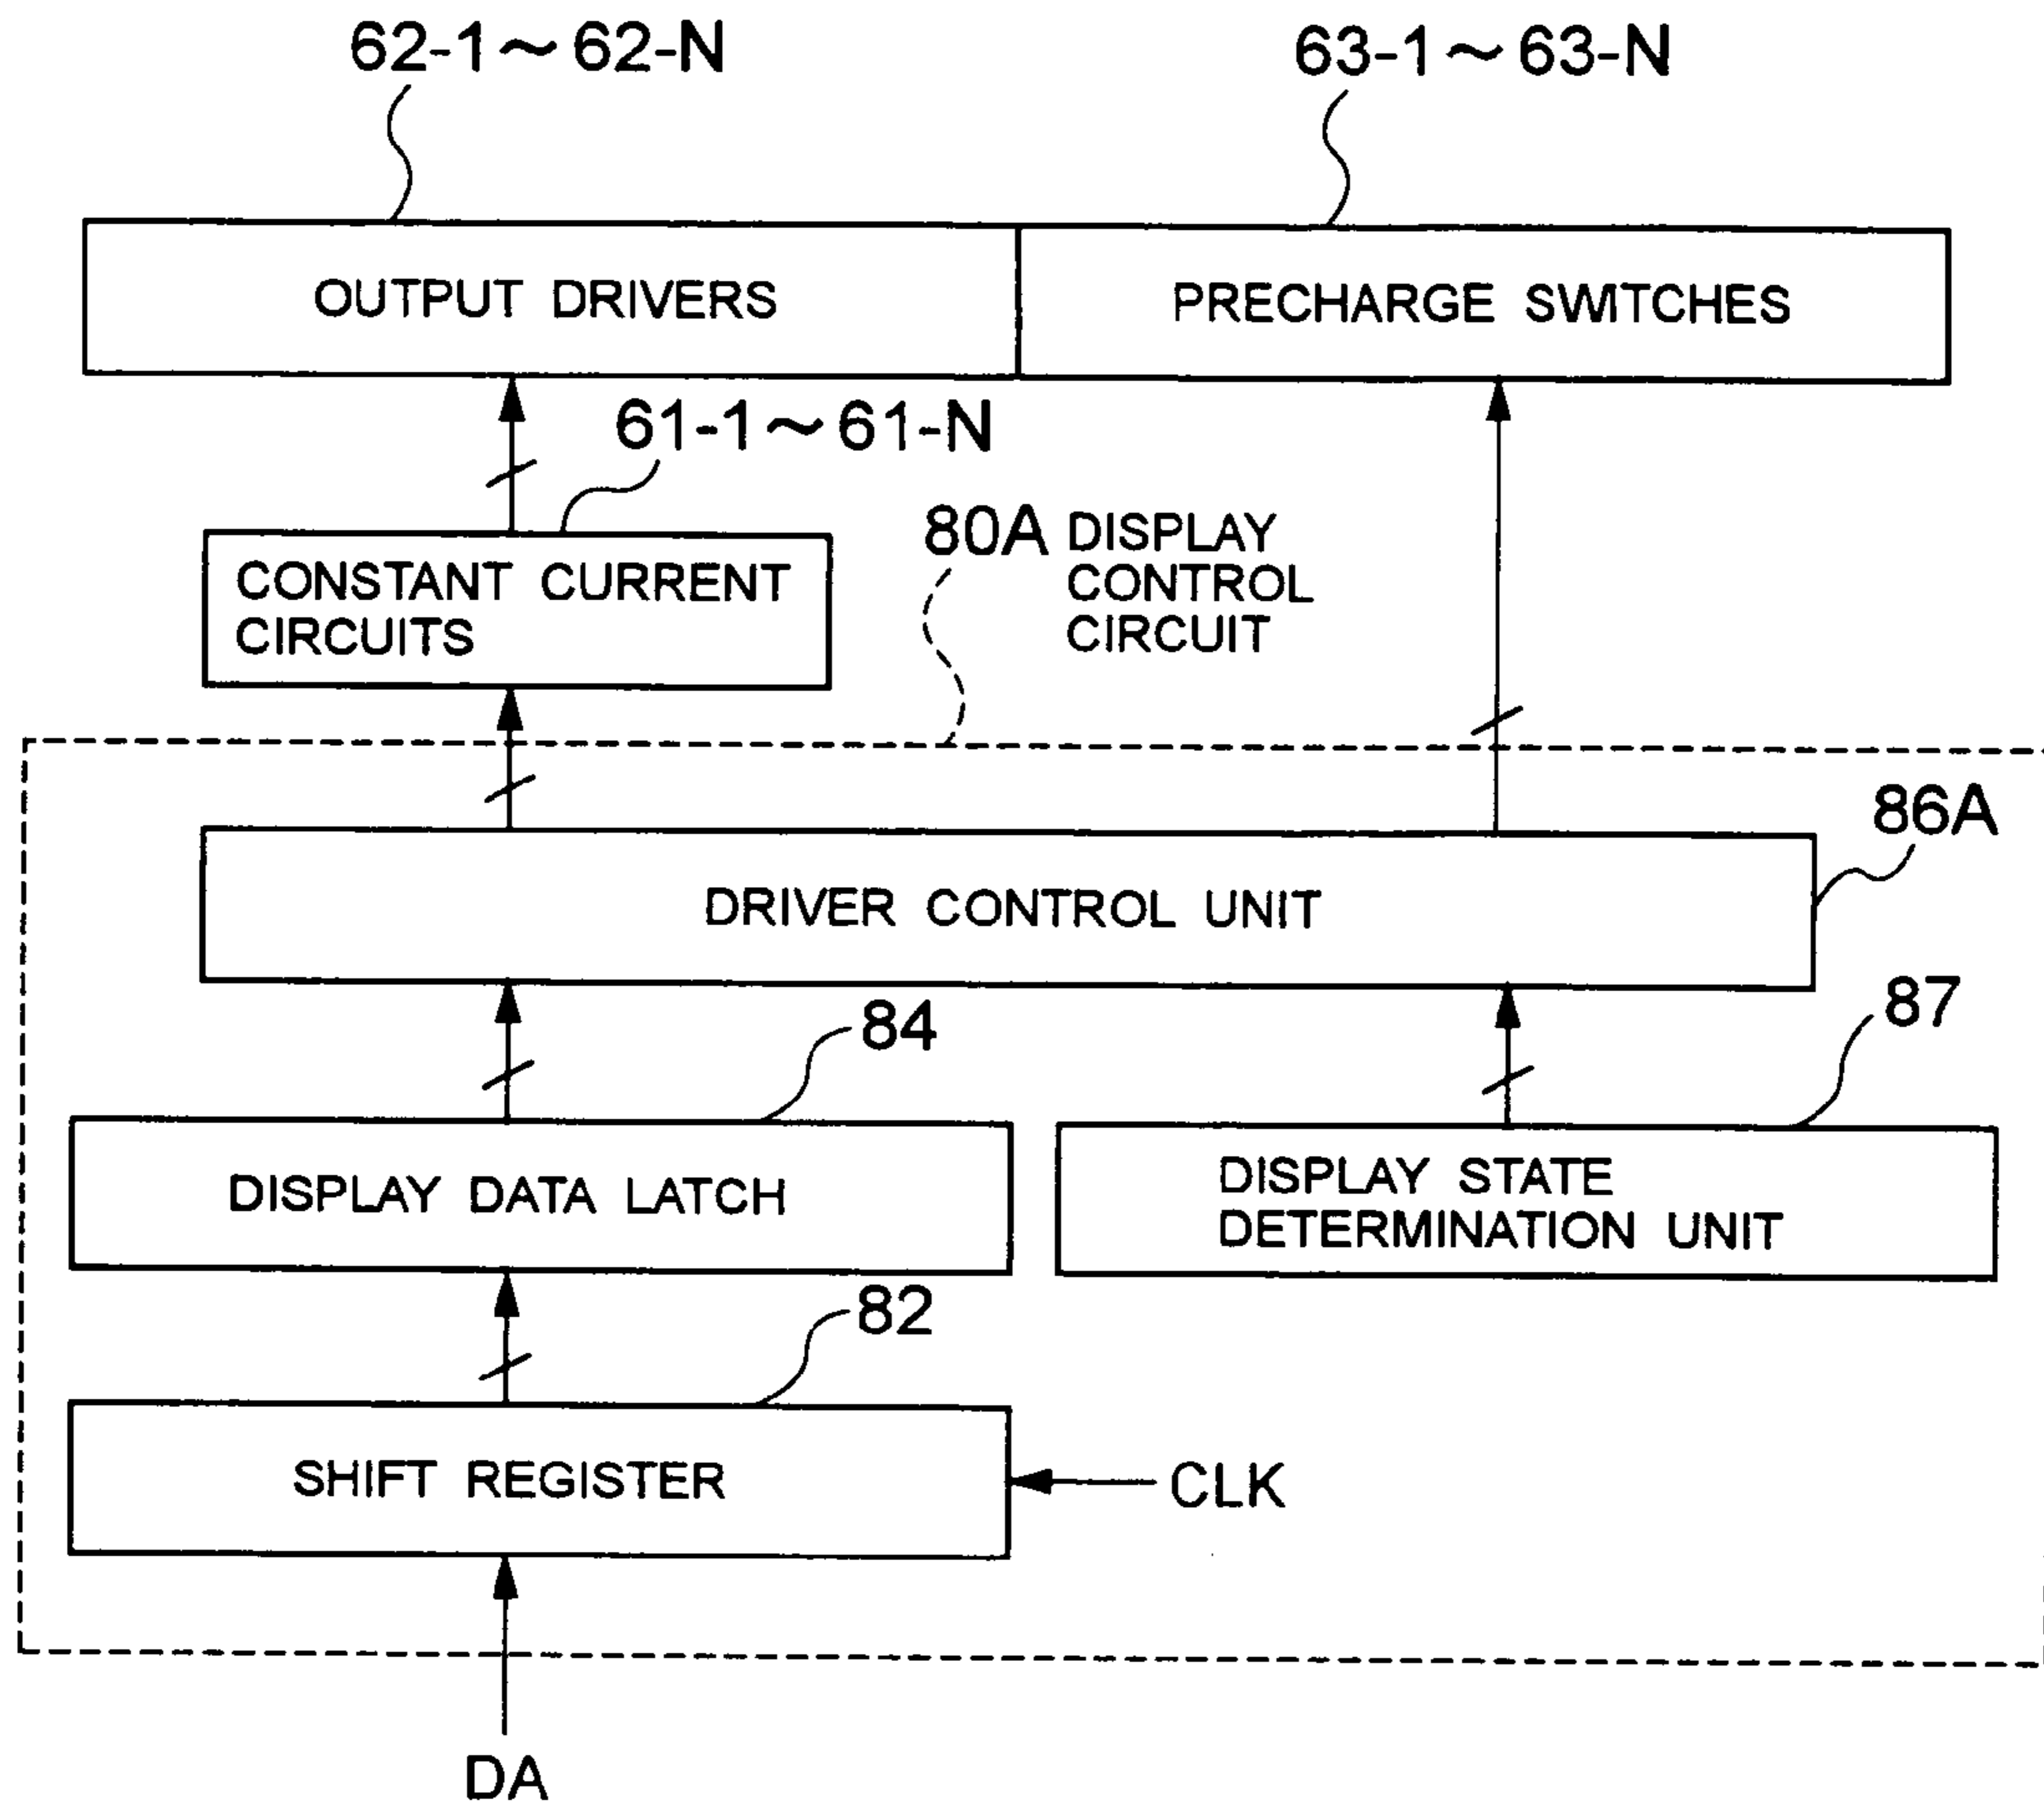 62-1～62-N
63-1～63-N
OUTPUT DRIVERS
PRECHARGE SWITCHES
61-1～61-N
CONSTANT CURRENT
CIRCUITS
80A DISPLAY
CONTROL
CIRCUIT
86A
DRIVER CONTROL UNIT
84
87
DISPLAY DATA LATCH
DISPLAY STATE
DETERMINATION UNIT
82
SHIFT REGISTER
CLK
DA